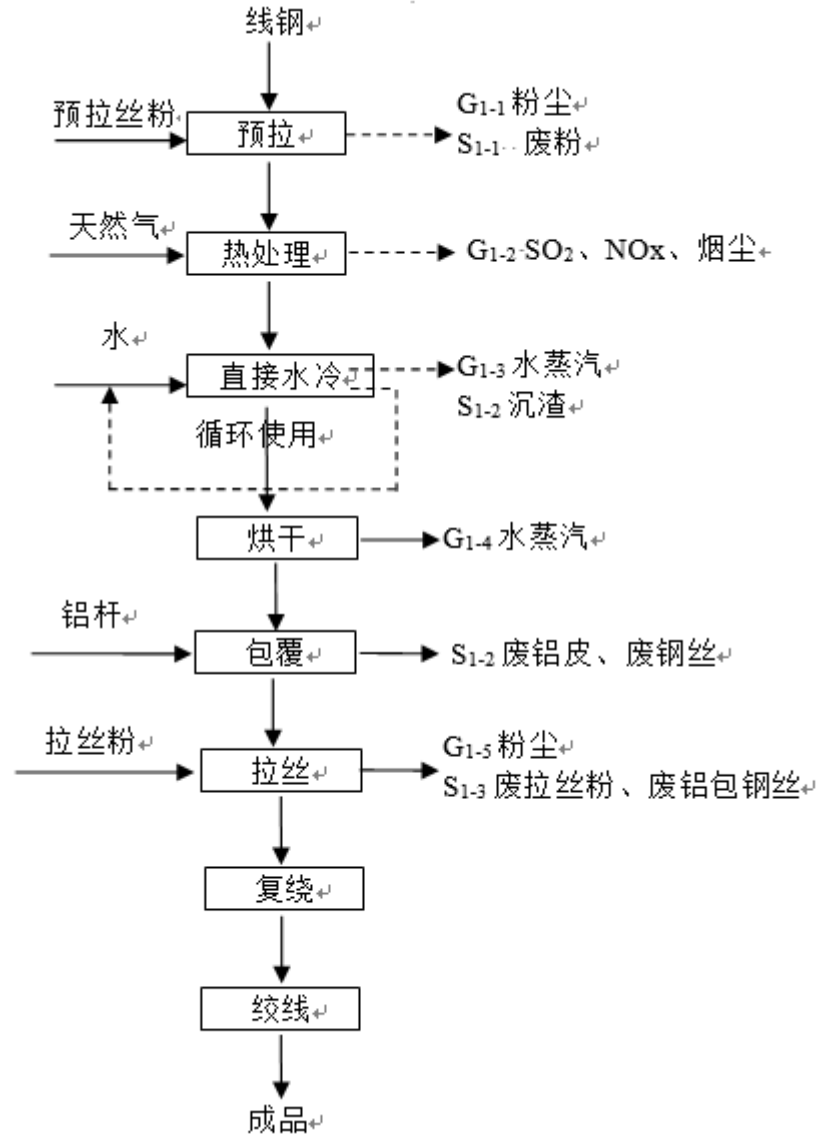 线钢
预拉丝粉
预拉
G1-1 粉尘
S1-1 废粉
天然气
热处理
G1-2 SO2、NOx、烟尘
水
直接水冷
G1-3 水蒸汽
S1-2 沉渣
循环使用
烘干
G1-4 水蒸汽
铝杆
包覆
S1-2 废铝皮、废钢丝
拉丝粉
拉丝
G1-5 粉尘
S1-3 废拉丝粉、废铝包钢丝
复绕
绞线
成品